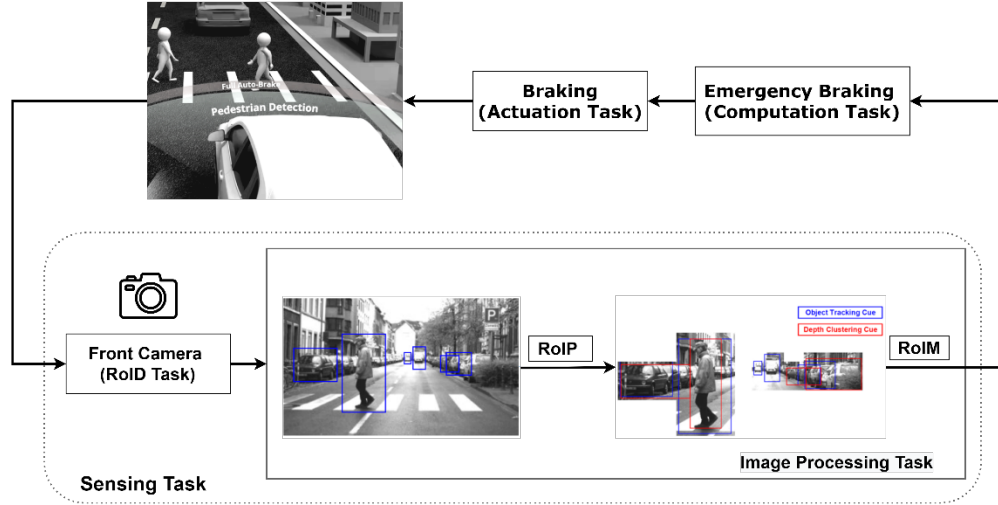 Full Auto-Brake
Pedestrian Detection
Braking
(Actuation Task)
Emergency Braking
(Computation Task)
Front Camera
(RoID Task)
P
RoIP
Object Tracking Cue
Depth Clustering Cue
RoIM
Image Processing Task
Sensing Task